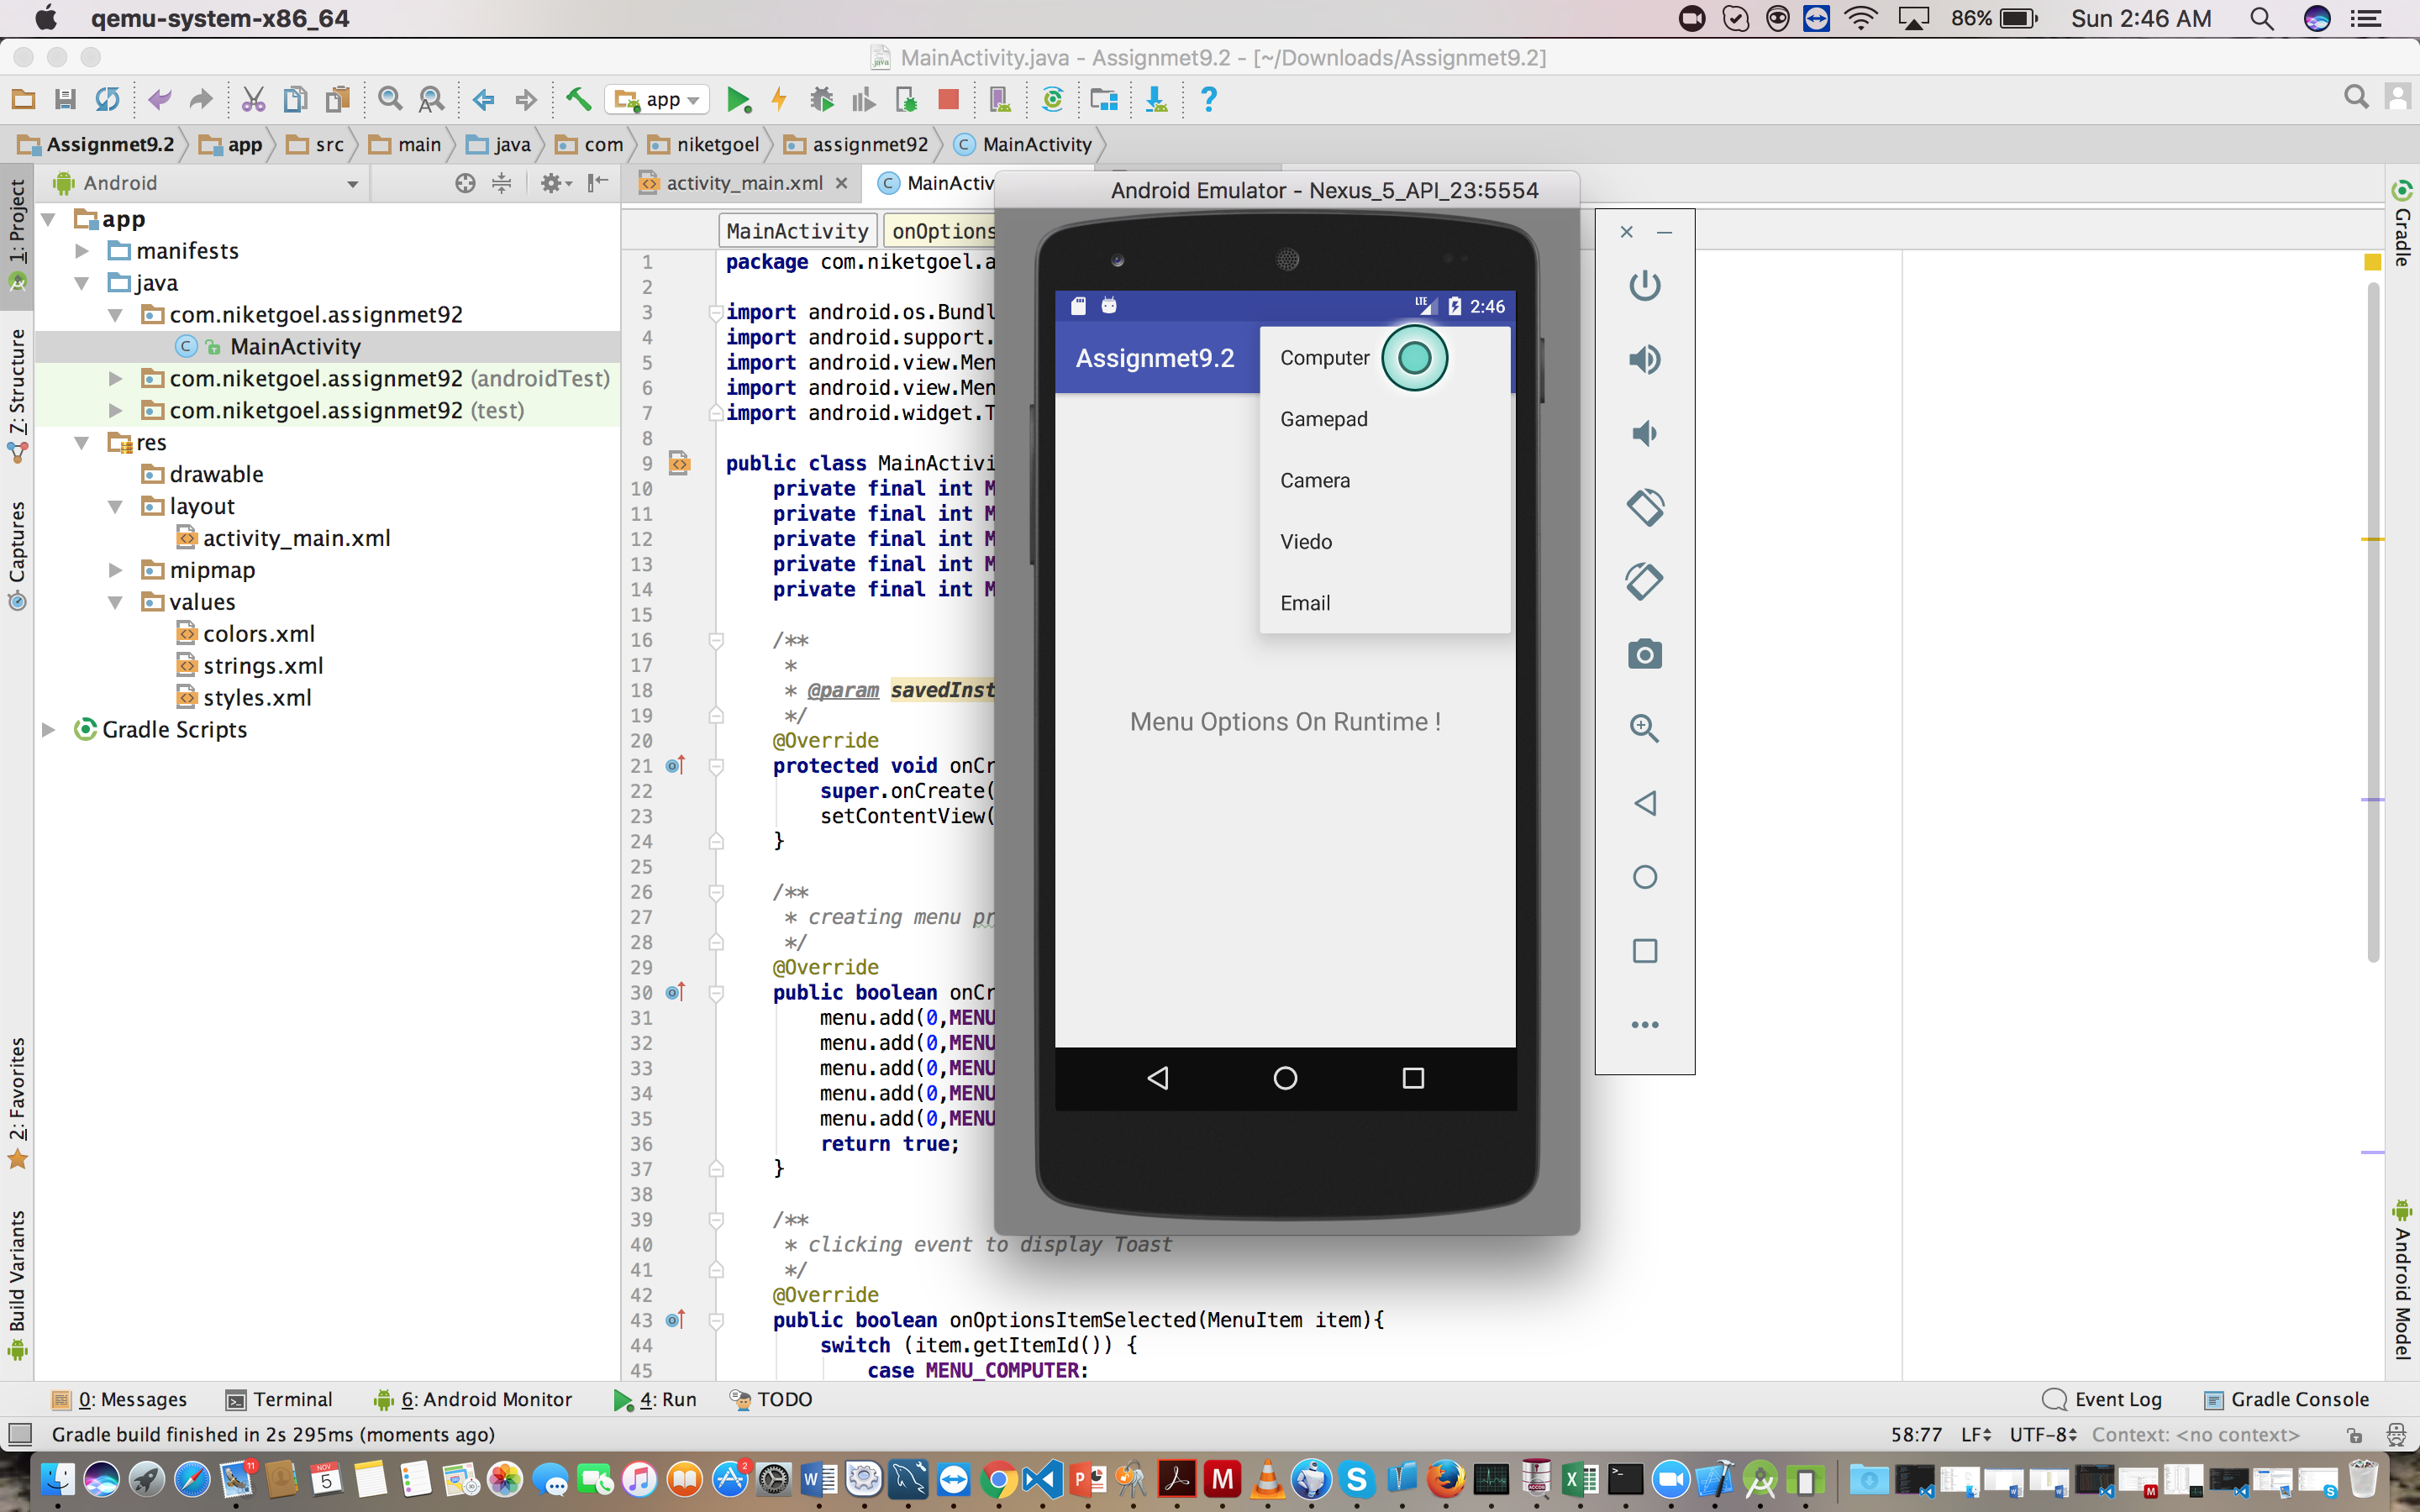 qemu-system-x86_64
86%
Sun 2:46 AM
MainActivity.java - Assignmet9.2 - [~/Downloads/Assignmet9.2]
app
Assignmet9.2
app
src
main
java
com
niketgoel
assignmet92
MainActivity
1: Project
Z: Structure
Captures
2: Favorites
Build Variants
Android
app
manifests
java
com.niketgoel.assignmet92
MainActivity
com.niketgoel.assignmet92 (androidTest)
com.niketgoel.assignmet92 (test)
res
drawable
layout
activity_main.xml
mipmap
values
colors.xml
strings.xml
styles.xml
Gradle Scripts
activity_main.xml
MainActiv
MainActivity
onOptions
1 package com.niketgoel.a
2
3 import android.os.Bundl
4 import android.support.
5 import android.view.Men
6 import android.view.Men
7 import android.widget.T
8
9 public class MainActivi
10 private final int M
11 private final int M
12 private final int M
13 private final int M
14 private final int M
15
16 /**
17 *
18 * @param savedInst
19 */
20 @Override
21 protected void onCr
22 super.onCreate(
23 setContentView(
24 }
25
26 /**
27 * creating menu pr
28 */
29 @Override
30 public boolean onCr
31 menu.add(0,MENU
32 menu.add(0,MENU
33 menu.add(0,MENU
34 menu.add(0,MENU
35 menu.add(0,MENU
36 return true;
37 }
38
39 /**
40 * clicking event to display Toast
41 */
42 @Override
43 public boolean onOptionsItemSelected(MenuItem item){
44 switch (item.getItemId()) {
45 case MENU_COMPUTER:
Android Emulator - Nexus_5_API_23:5554
LTE
2:46
Assignmet9.2
Computer
Gamepad
Camera
Viedo
Email
Menu Options On Runtime !
Gradle
Android Model
0: Messages
Terminal
6: Android Monitor
4: Run
TODO
Event Log
Gradle Console
Gradle build finished in 2s 295ms (moments ago)
58:77
LF
UTF-8
Context: <no context>
11
NOV
5
2